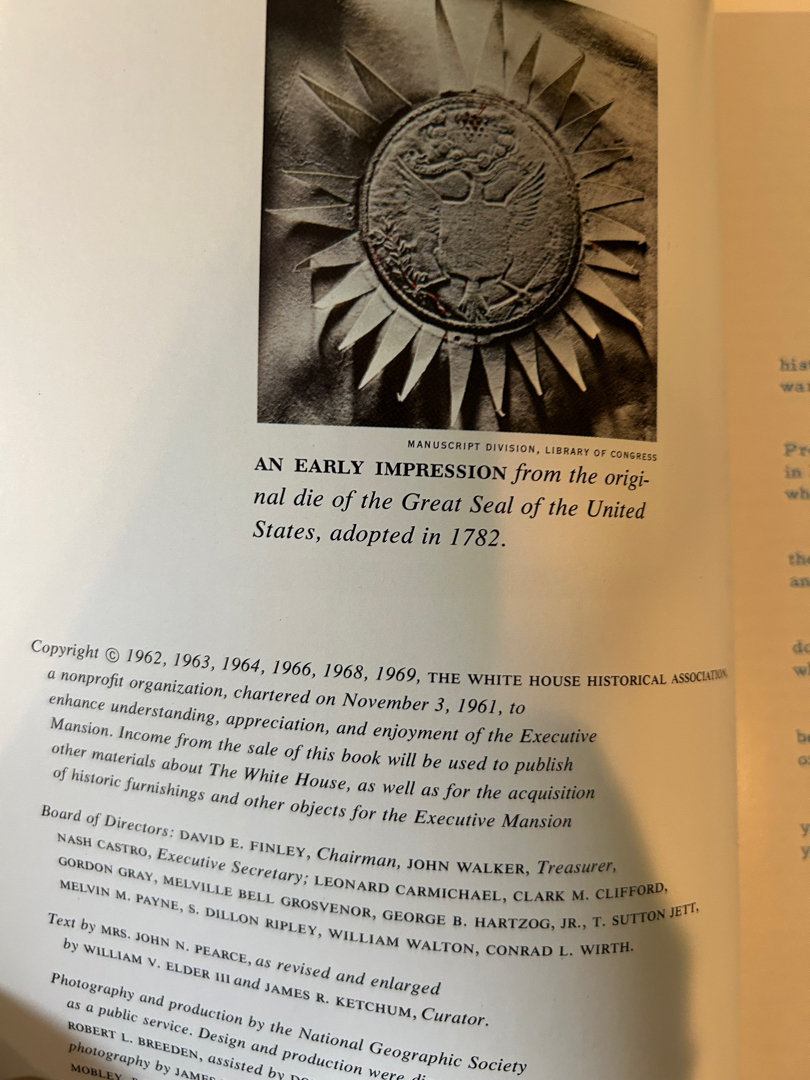 MANUSCRIPT DIVISION, LIBRARY OF CONGRESS
AN EARLY IMPRESSION from the origi-
nal die of the Great Seal of the United
States, adopted in 1782.
Copyright © 1962, 1963, 1964, 1966, 1968, 1969, THE WHITE HOUSE HISTORICAL ASSOCIATION,
a nonprofit organization, chartered on November 3, 1961, to
enhance understanding, appreciation, and enjoyment of the Executive
Mansion. Income from the sale of this book will be used to publish
other materials about The White House, as well as for the acquisition
of historic furnishings and other objects for the Executive Mansion
Board of Directors: DAVID E. FINLEY, Chairman, JOHN WALKER, Treasurer,
NASH CASTRO, Executive Secretary; LEONARD CARMICHAEL, CLARK M. CLIFFORD,
GORDON GRAY, MELVILLE BELL GROSVENOR, GEORGE B. HARTZOG, JR., T. SUTTON JETT,
MELVIN M. PAYNE, S. DILLON RIPLEY, WILLIAM WALTON, CONRAD L. WIRTH.
Text by MRS. JOHN N. PEARCE, as revised and enlarged
by WILLIAM V. ELDER III and JAMES R. KETCHUM, Curator.
Photography and production by the National Geographic Society
as a public service. Design and production were
ROBERT L. BREEDEN, assisted by
photography by
MOBLEY,